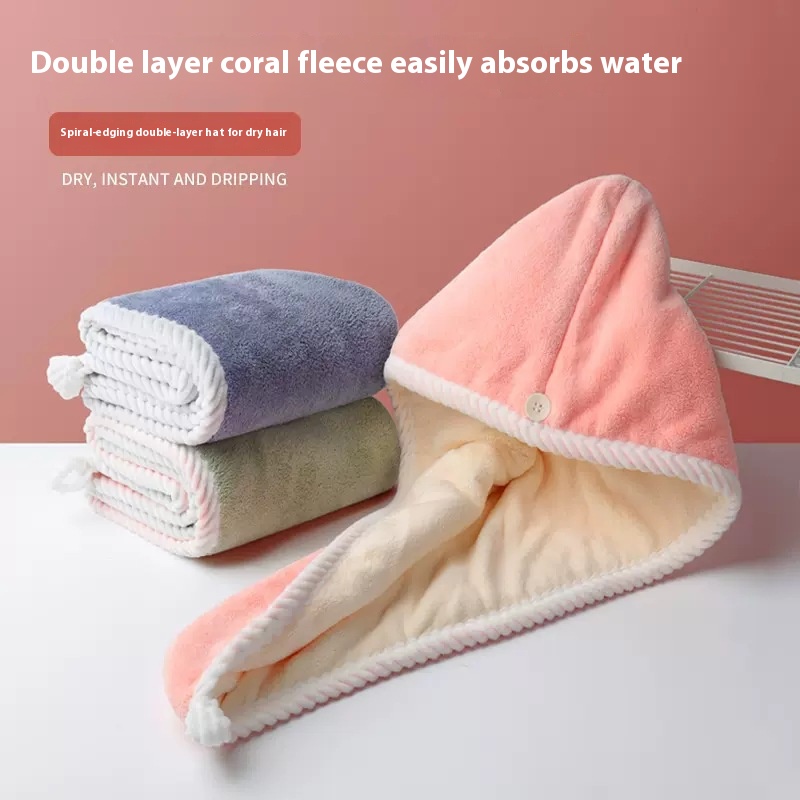 Double layer coral fleece easily absorbs water
Spiral-edging double-layer hat for dry hair
DRY, INSTANT AND DRIPPING